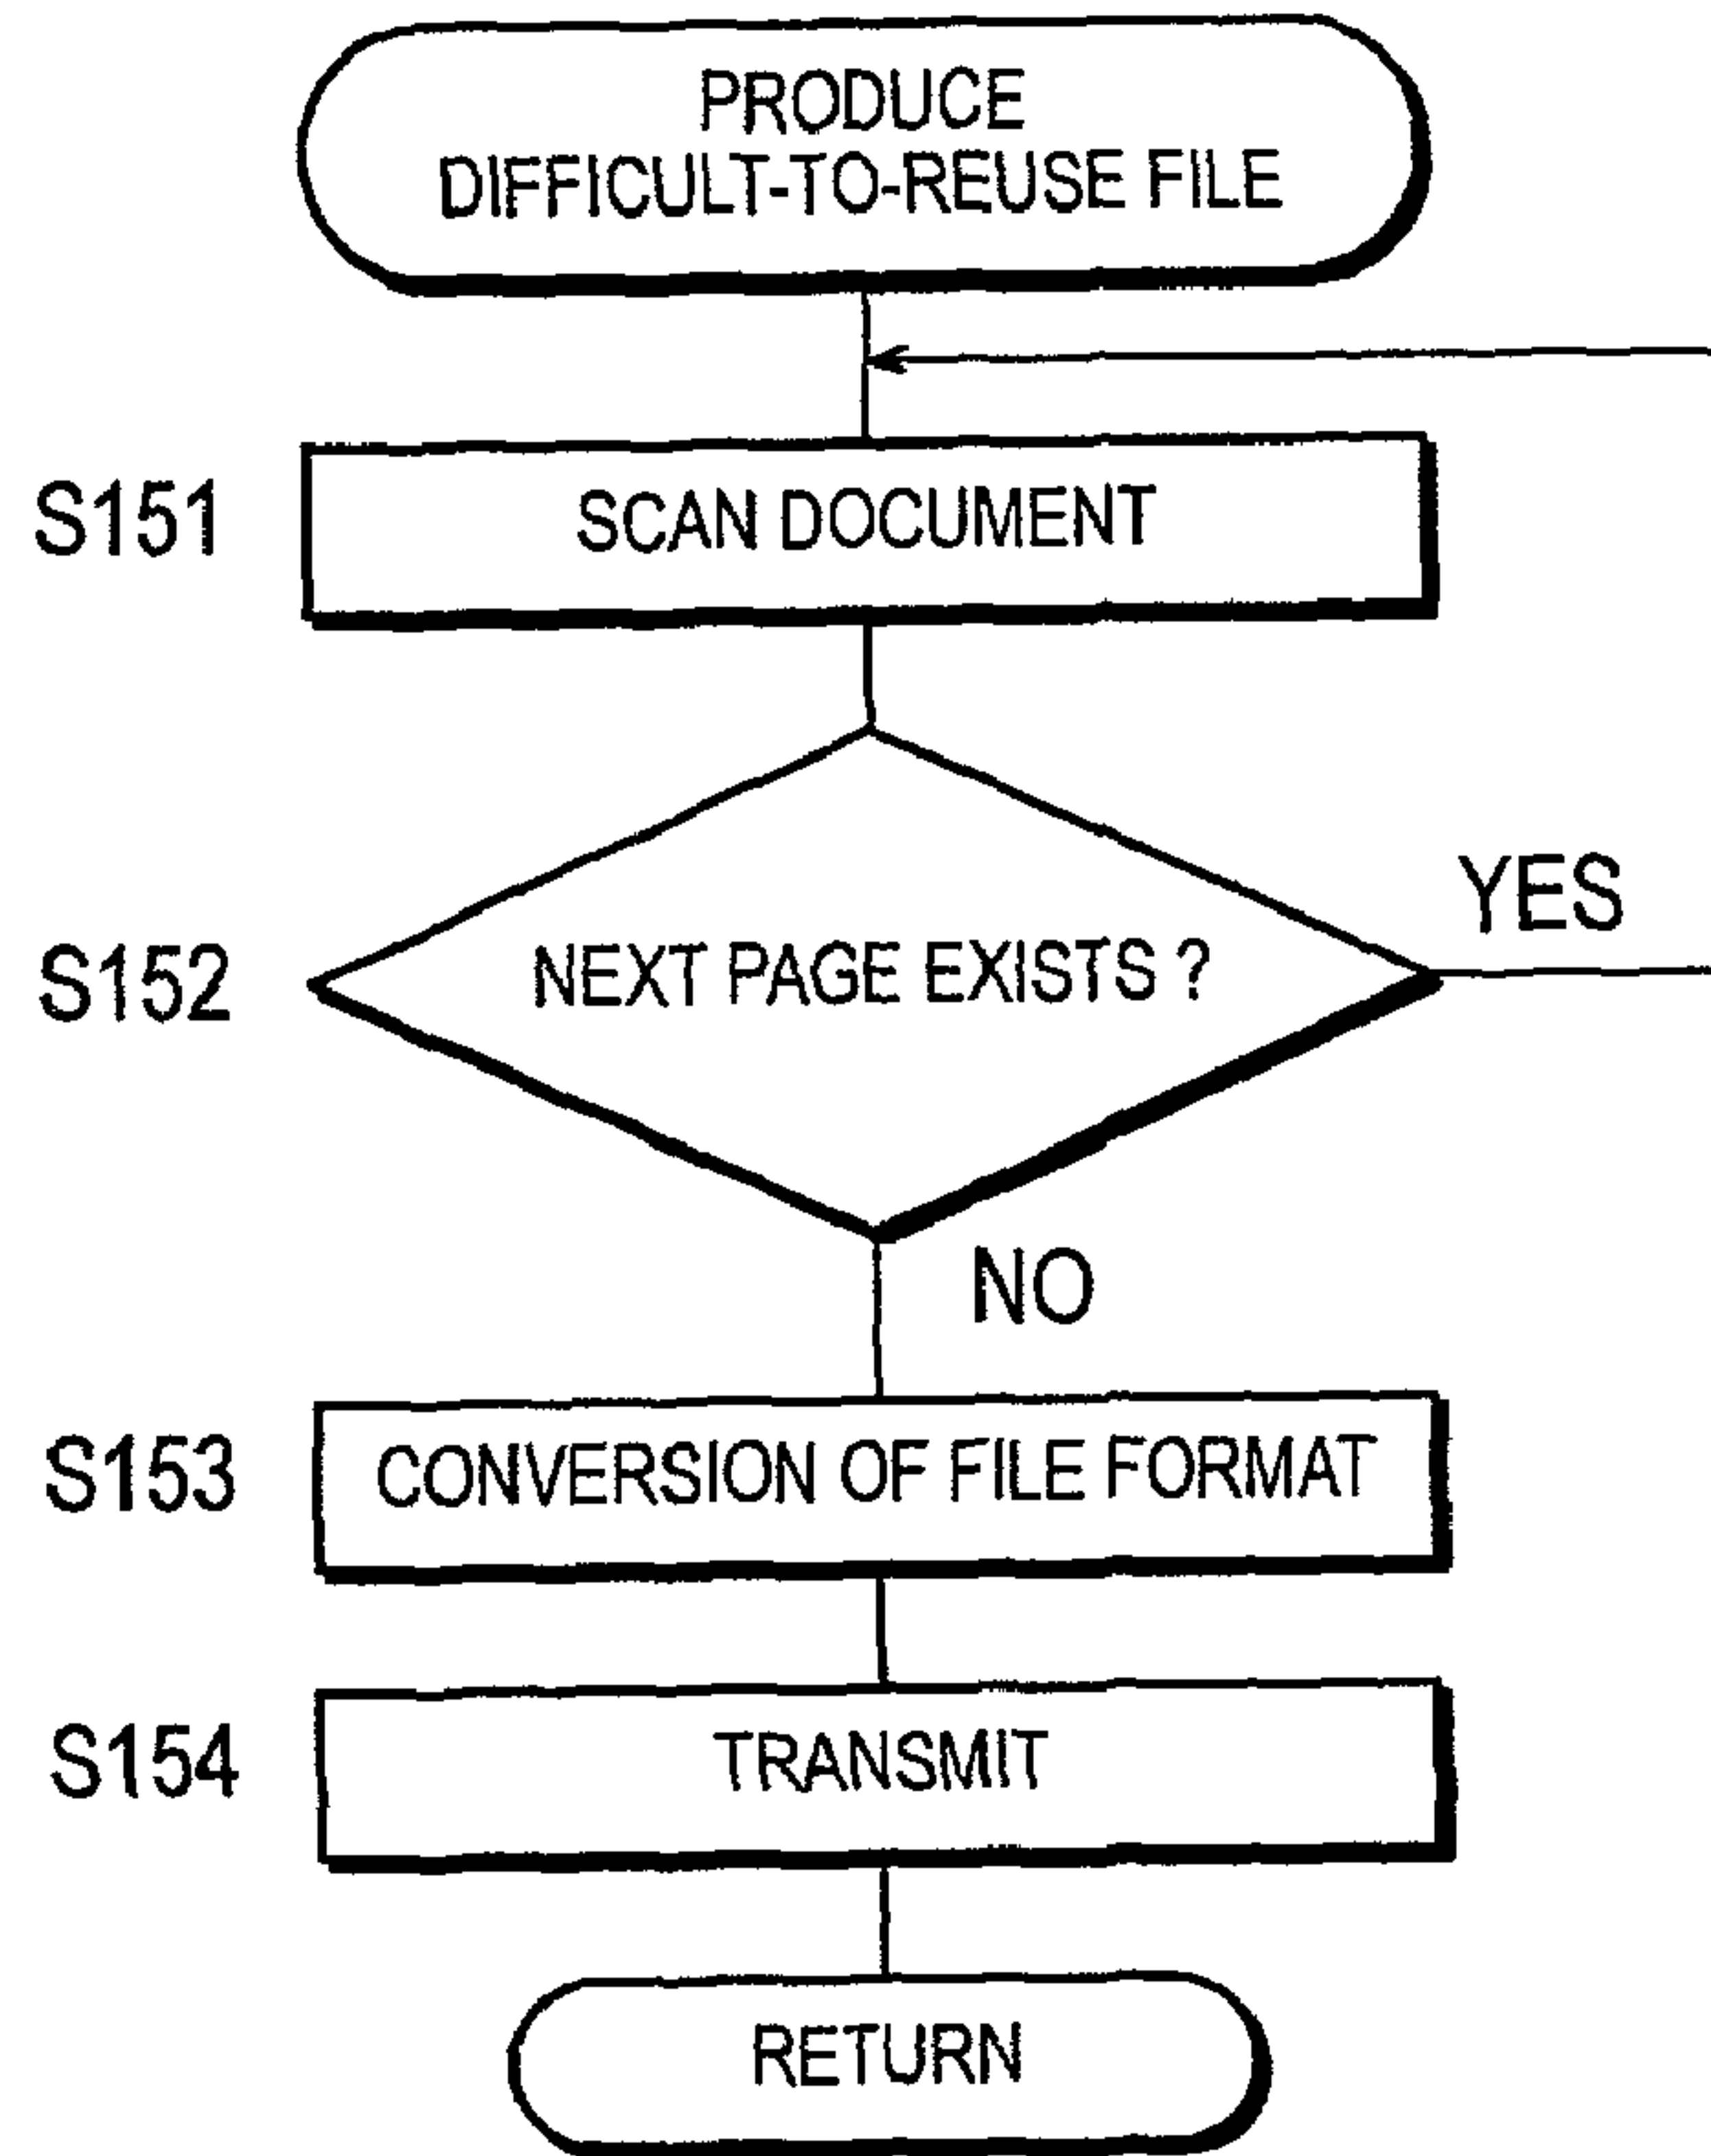 PRODUCE
DIFFICULT-TO-REUSE FILE
S151
SCAN DOCUMENT
YES
S152
NEXT PAGE EXISTS ?
NO
S153
CONVERSION OF FILE FORMAT
S154
TRANSMIT
RETURN